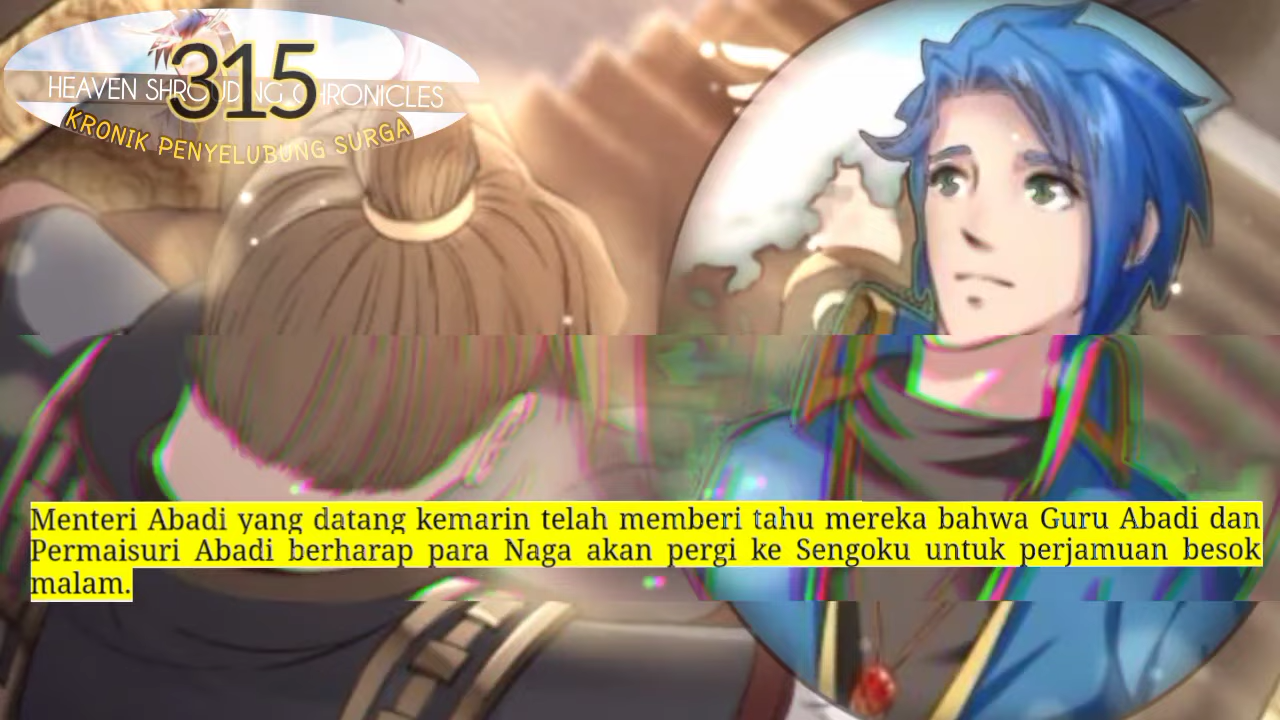 315
HEAVEN SHROUDING CHRONICLES
KRONIK PENYELUBUNG SURGA
Menteri Abadi yang datang kemarin telah memberi tahu mereka bahwa Guru Abadi dan
Permaisuri Abadi berharap para Naga akan pergi ke Sengoku untuk perjamuan besok
malam.